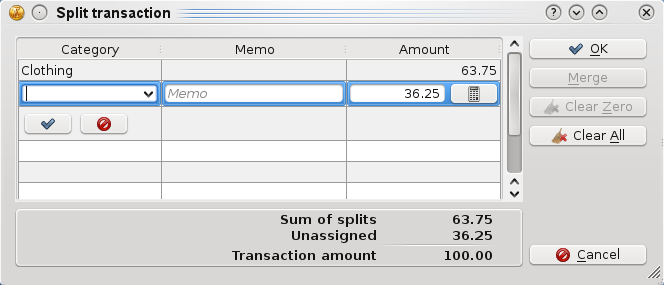 Split transaction
Category Memo Amount
Clothing 63.75
Memo 36.25
OK
Merge
Clear Zero
Clear All
Sum of splits 63.75
Unassigned 36.25
Transaction amount 100.00
Cancel